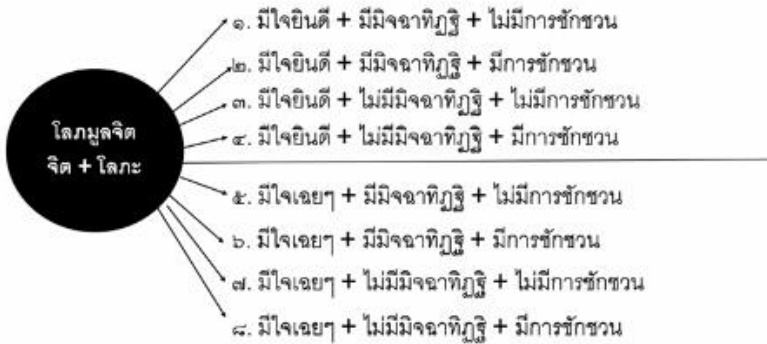 โลภมูลจิต
จิต + โลภะ
๑. มีใจยินดี + มีมิจฉาทิฏฐิ + ไม่มีการชักชวน
๒. มีใจยินดี + มีมิจฉาทิฏฐิ + มีการชักชวน
๓. มีใจยินดี + ไม่มีมิจฉาทิฏฐิ + ไม่มีการชักชวน
๔. มีใจยินดี + ไม่มีมิจฉาทิฏฐิ + มีการชักชวน
๕. มีใจเฉยๆ + มีมิจฉาทิฏฐิ + ไม่มีการชักชวน
๖. มีใจเฉยๆ + มีมิจฉาทิฏฐิ + มีการชักชวน
๗. มีใจเฉยๆ + ไม่มีมิจฉาทิฏฐิ + ไม่มีการชักชวน
๘. มีใจเฉยๆ + ไม่มีมิจฉาทิฏฐิ + มีการชักชวน